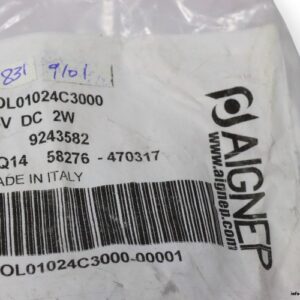 831 9101
OL01024C3000
V DC 2W
9243582
Q14 58276 - 470317
ADE IN ITALY
OL01024C3000-00001
AIGNEP
www.aignep.com